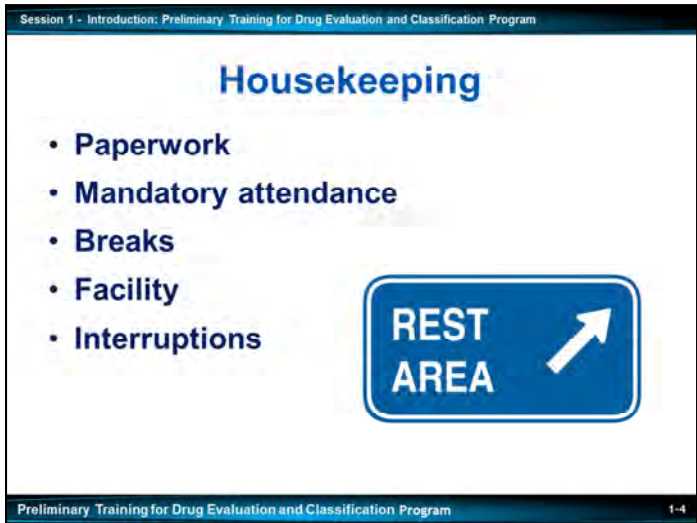 Session 1 - Introduction: Preliminary Training for Drug Evaluation and Classification Program
Housekeeping
• Paperwork
• Mandatory attendance
• Breaks
• Facility
• Interruptions
REST
AREA
Preliminary Training for Drug Evaluation and Classification Program
1-4